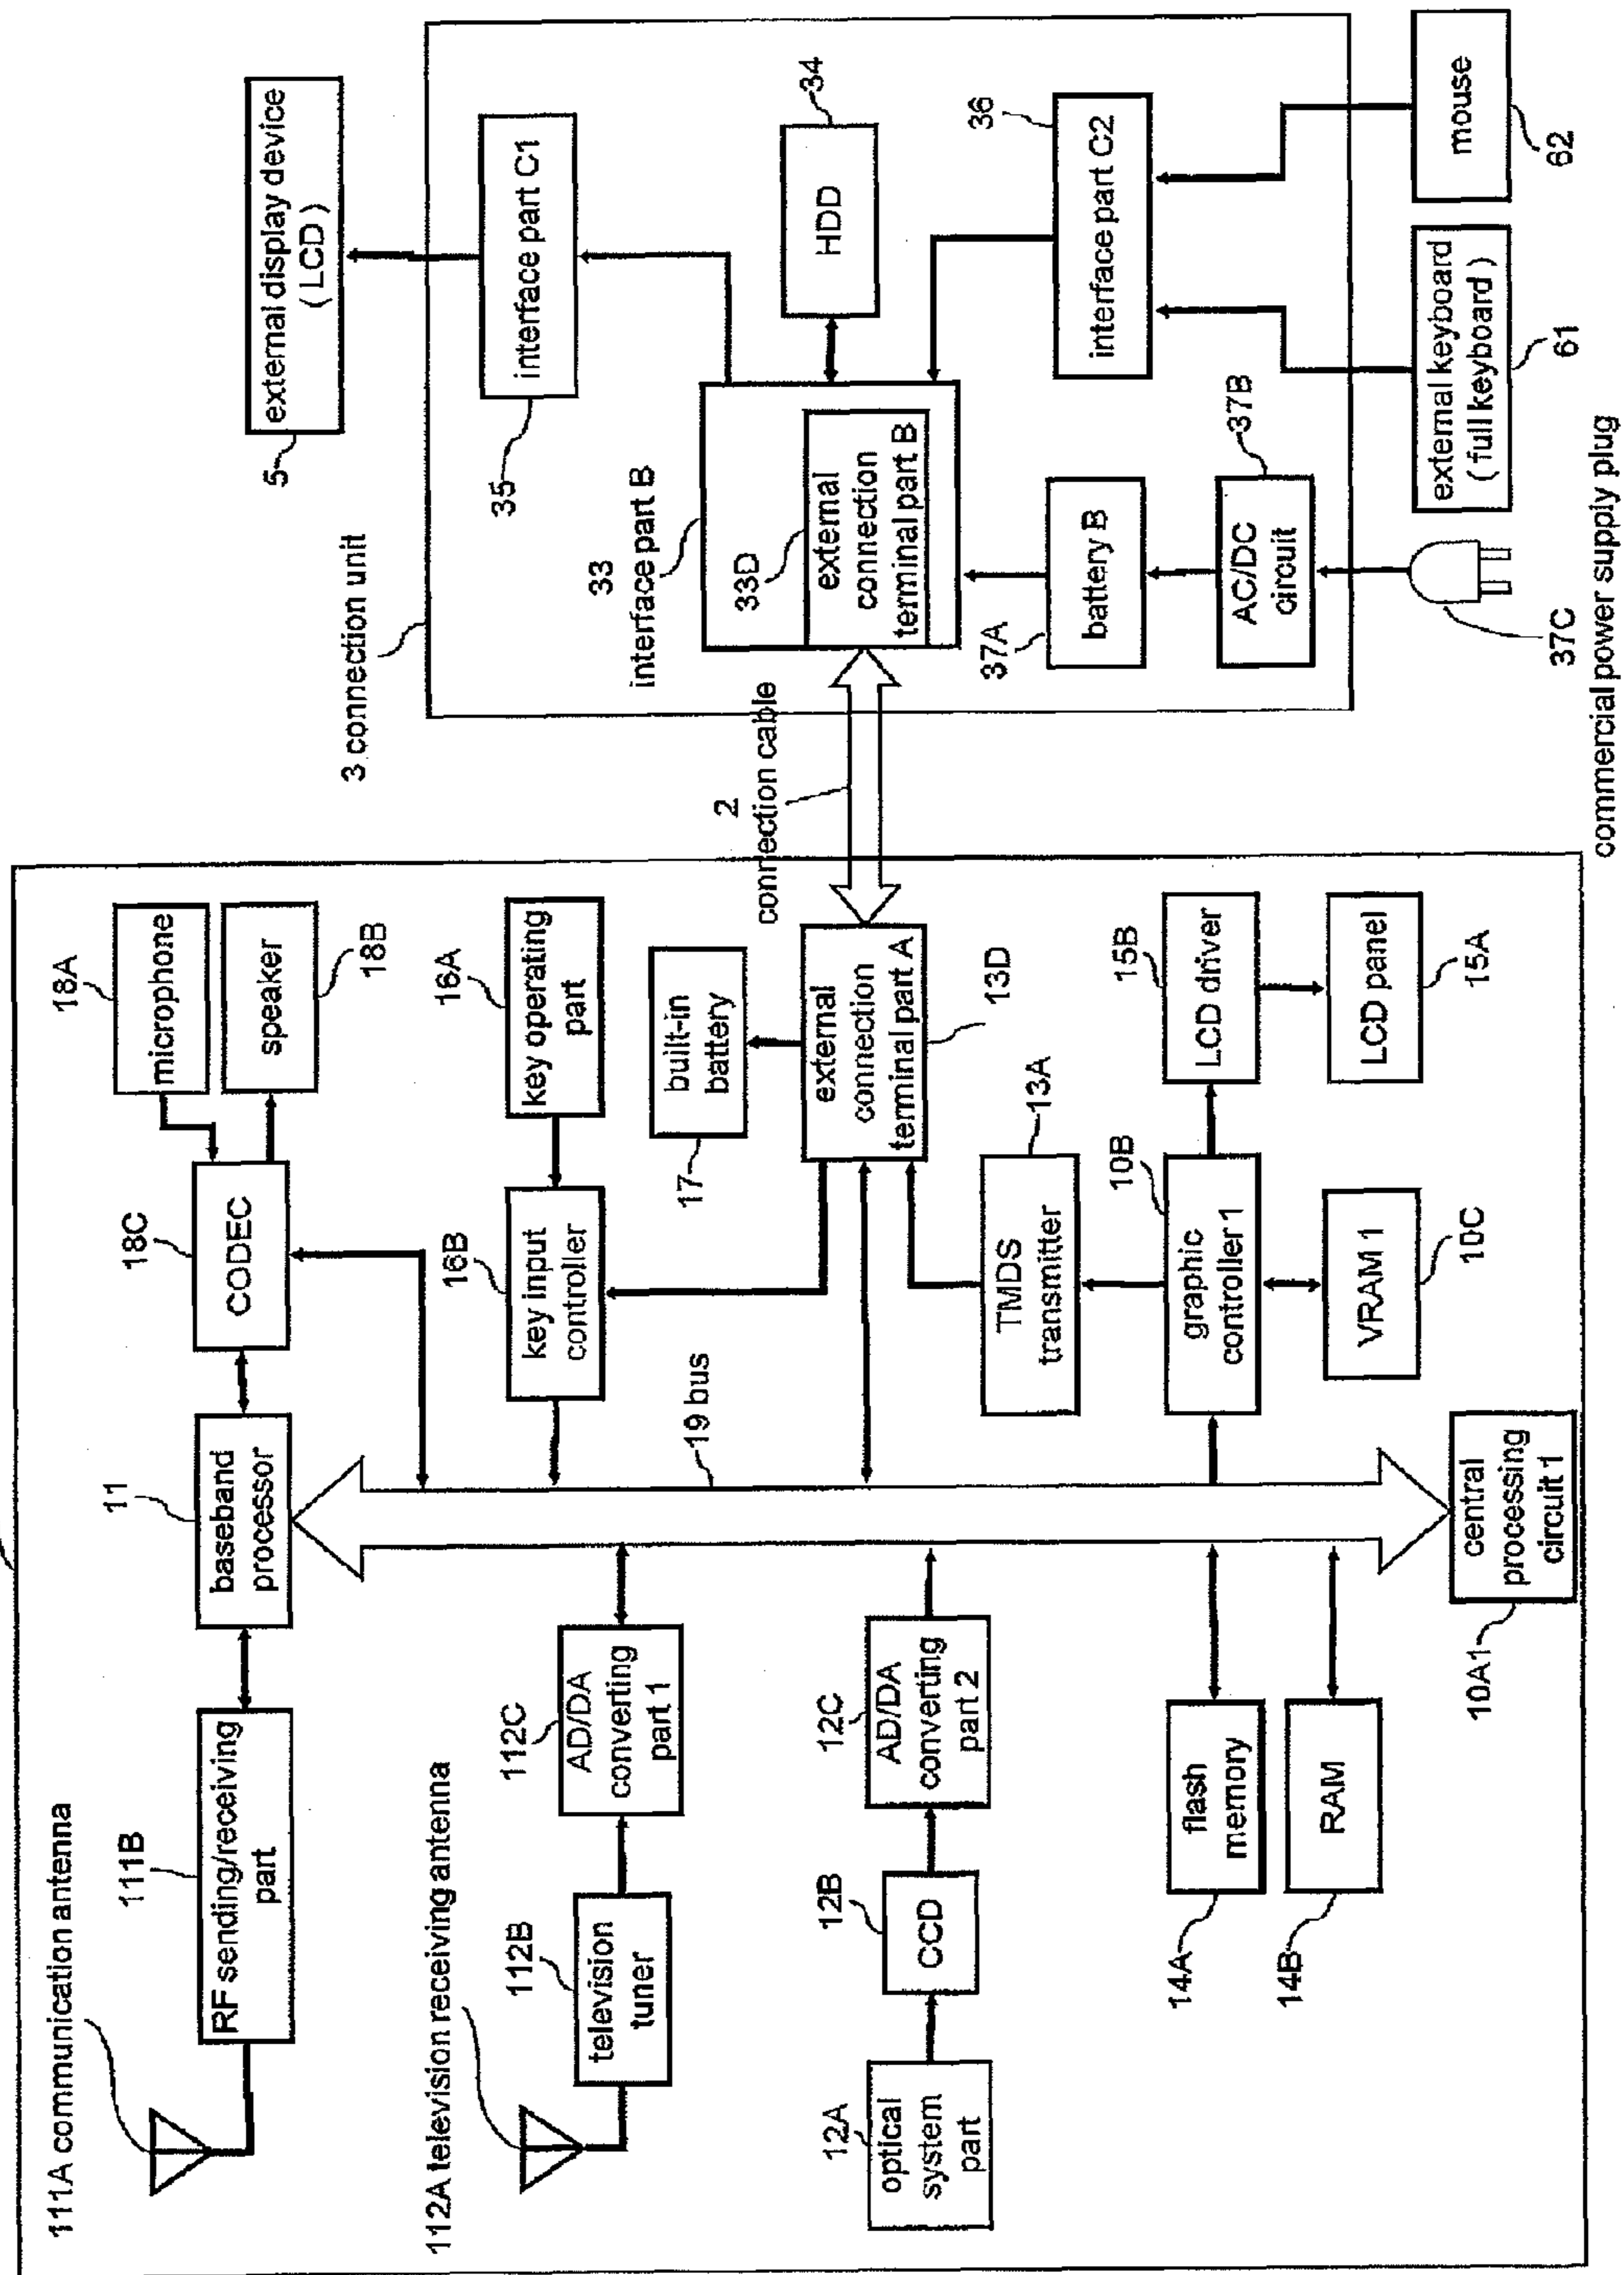 111A communication antenna
111B
RF sending/receiving
part
11
baseband
processor
18C
CODEC
18A
microphone
speaker
18B
112A television receiving antenna
112B
television
tuner
112C
AD/DA
converting
part 1
16B
key input
controller
16A
key operating
part
19 bus
17
built-in
battery
12A
optical
system
part
12B
CCD
12C
AD/DA
converting
part 2
external
connection
terminal part A
13D
TMDS
transmitter
13A
14A
flash
memory
14B
RAM
10B
graphic
controller 1
VRAM 1
10C
15B
LCD driver
LCD panel
15A
10A1
central
processing
circuit 1
2
connection cable
3 connection unit
5
external display device
(LCD)
35
interface part C1
33
interface part B
33D
external
connection
terminal part B
HDD
34
36
interface part C2
37A
battery B
37B
AC/DC
circuit
37C
commercial power supply plug
external keyboard
(full keyboard)
61
mouse
62